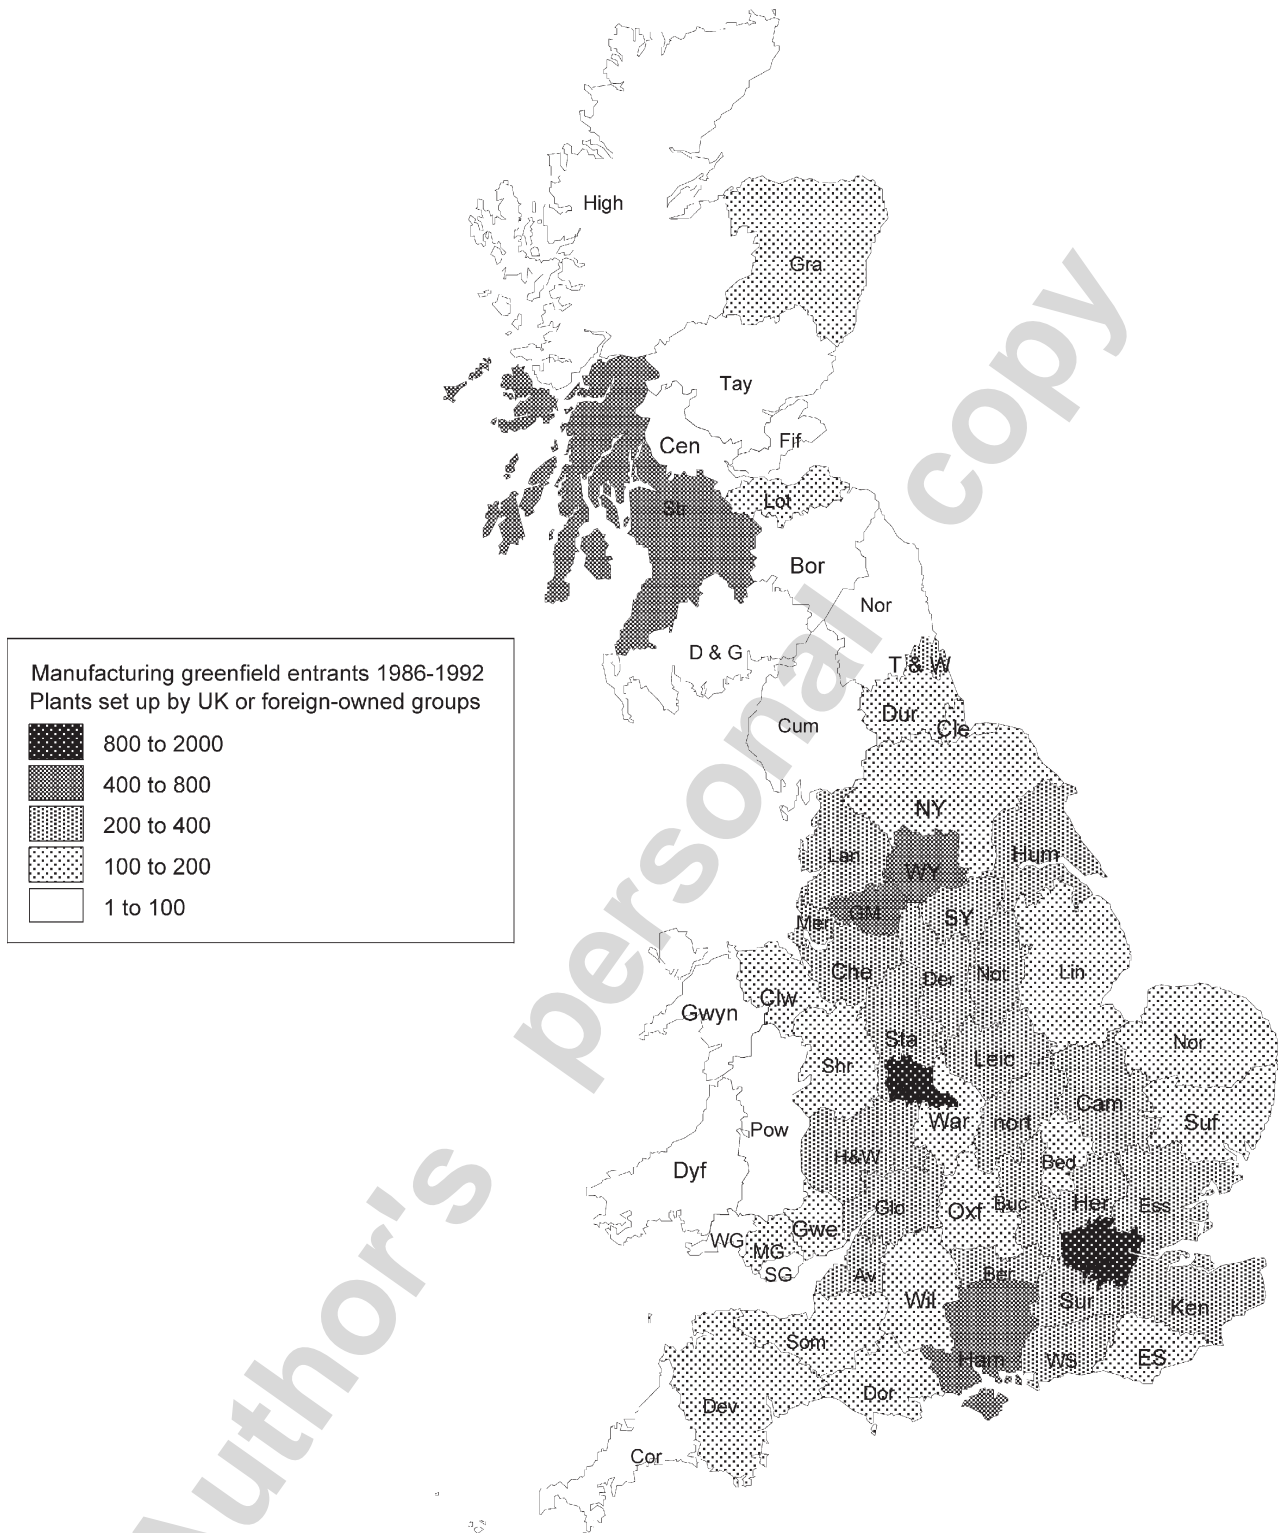 High
Gra
Tay
Fif
Cen
Lot
Str
Bor
Nor
D & G
T & W
Manufacturing greenfield entrants 1986-1992
Plants set up by UK or foreign-owned groups
800 to 2000
400 to 800
200 to 400
100 to 200
1 to 100
Dur
Cle
Cum
NY
Lan
Hum
WY
GM
Mer
SY
Che
Der
Not
Lin
Clw
Gwyn
Sta
Nor
Shr
Leic
Cam
War
nort
Suf
Pow
H&W
Bed
Dyf
Glo
Oxf
Buc
Her
Ess
Gwe
WG
MG
SG
Av
Ber
Wil
Sur
Ken
Som
Ham
WS
ES
Dor
Dev
Cor
Author's personal copy